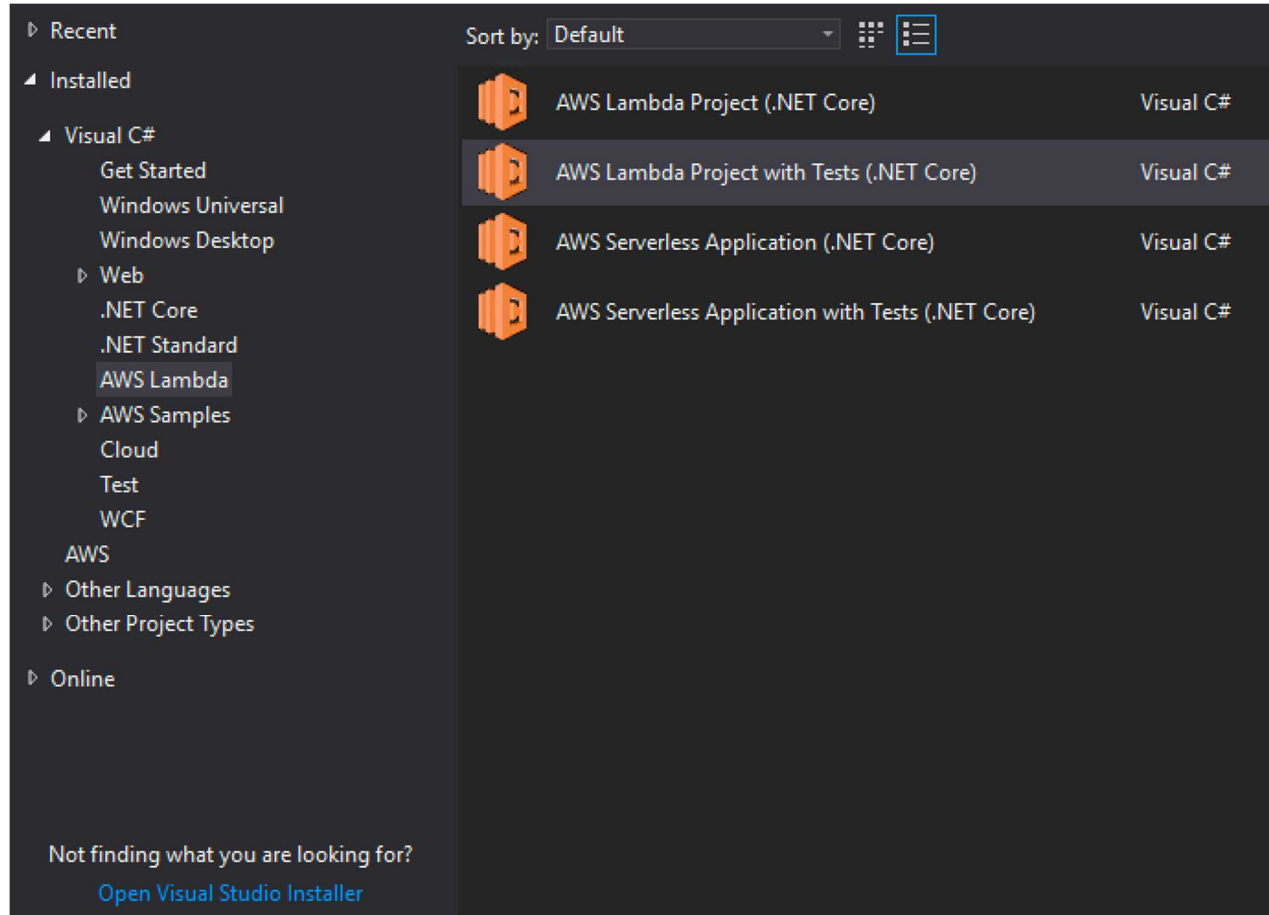 Recent
Installed
Visual C#
Get Started
Windows Universal
Windows Desktop
Web
.NET Core
.NET Standard
AWS Lambda
AWS Samples
Cloud
Test
WCF
AWS
Other Languages
Other Project Types
Online
Not finding what you are looking for?
Open Visual Studio Installer
Sort by: Default
AWS Lambda Project (.NET Core) Visual C#
AWS Lambda Project with Tests (.NET Core) Visual C#
AWS Serverless Application (.NET Core) Visual C#
AWS Serverless Application with Tests (.NET Core) Visual C#